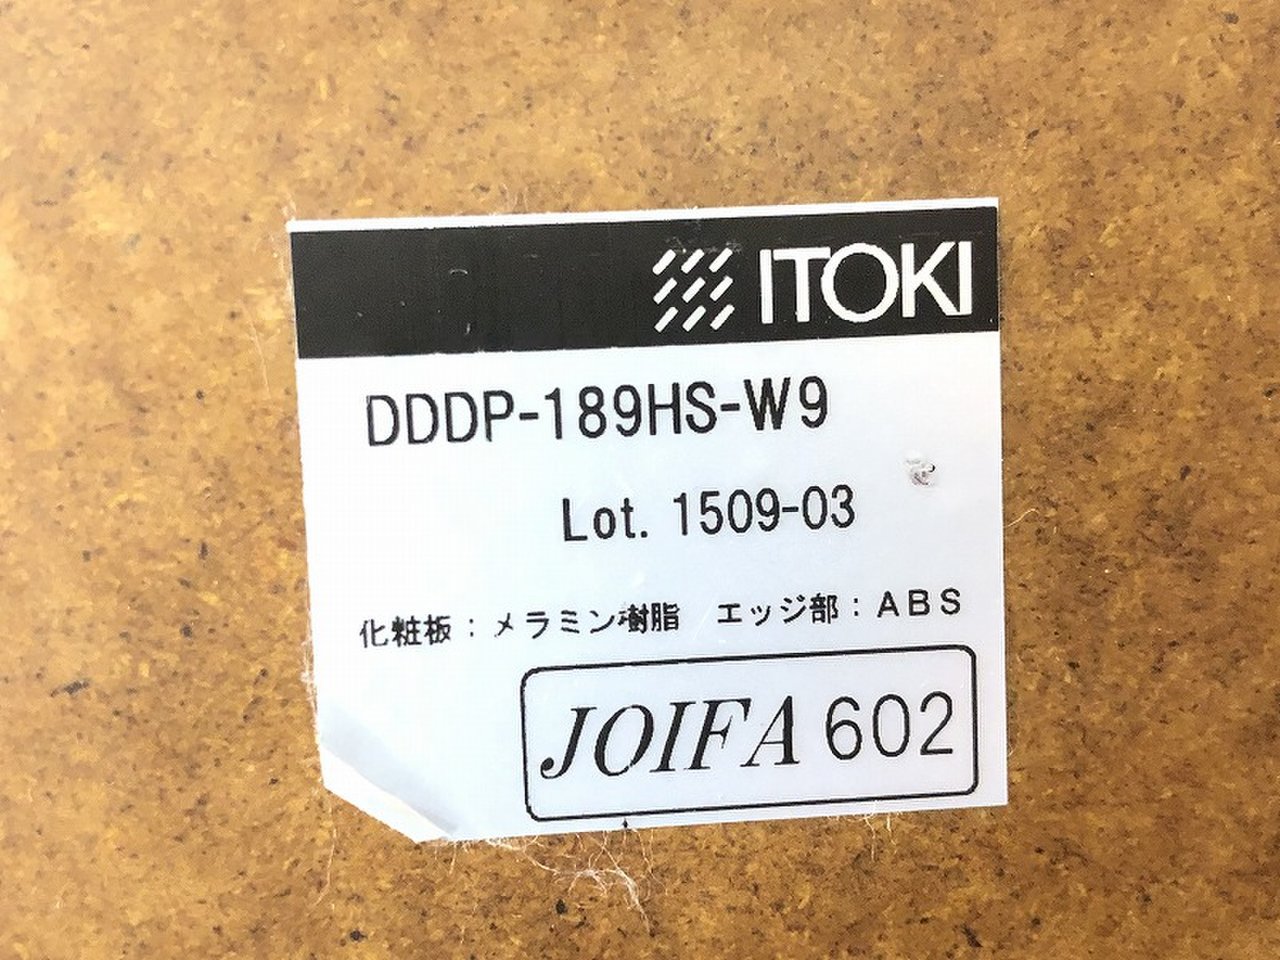 ITOKI
DDDP-189HS-W9
Lot. 1509-03
化粧板：メラミン樹脂　エッジ部：ABS
JOIFA 602